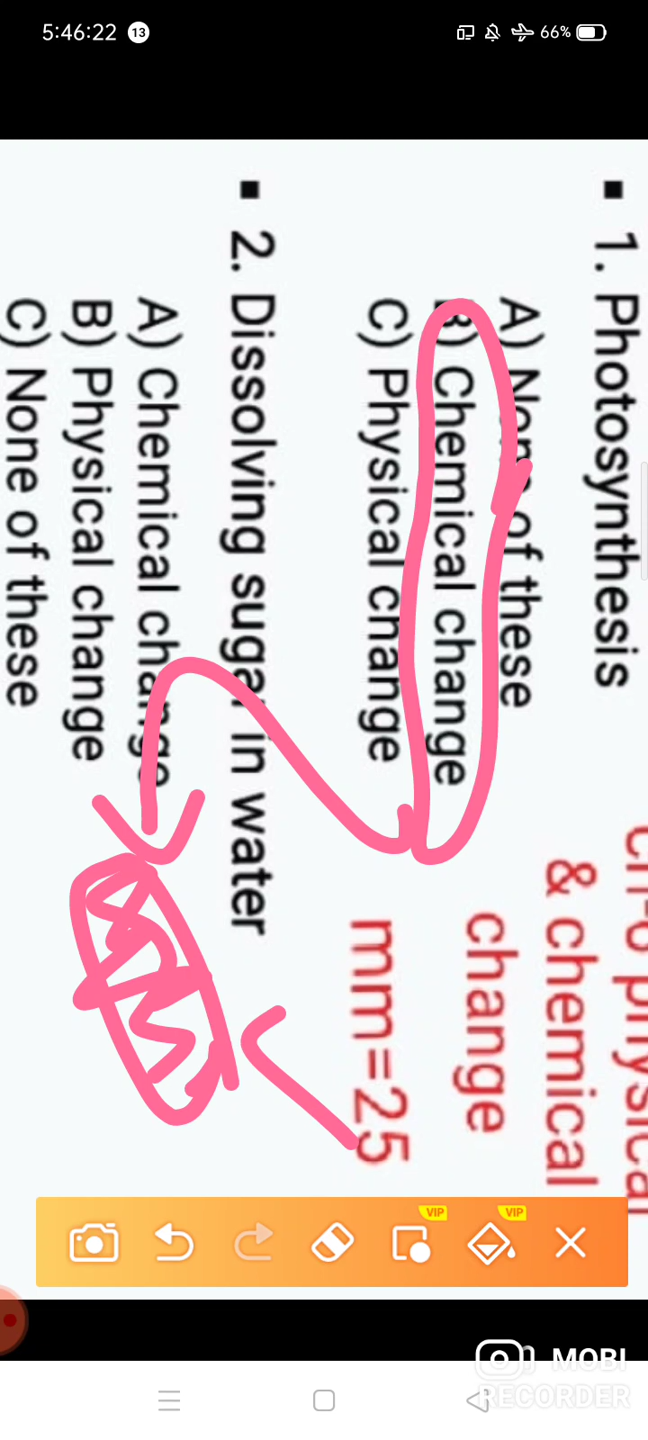 5:46:22 13
66%
▪ 1. Photosynthesis
A) None of these
B) Chemical change
C) Physical change
& chemical
change
mm=25
▪ 2. Dissolving sugar in water
A) Chemical change
B) Physical change
C) None of these
VIP VIP
MOBI
RECORDER